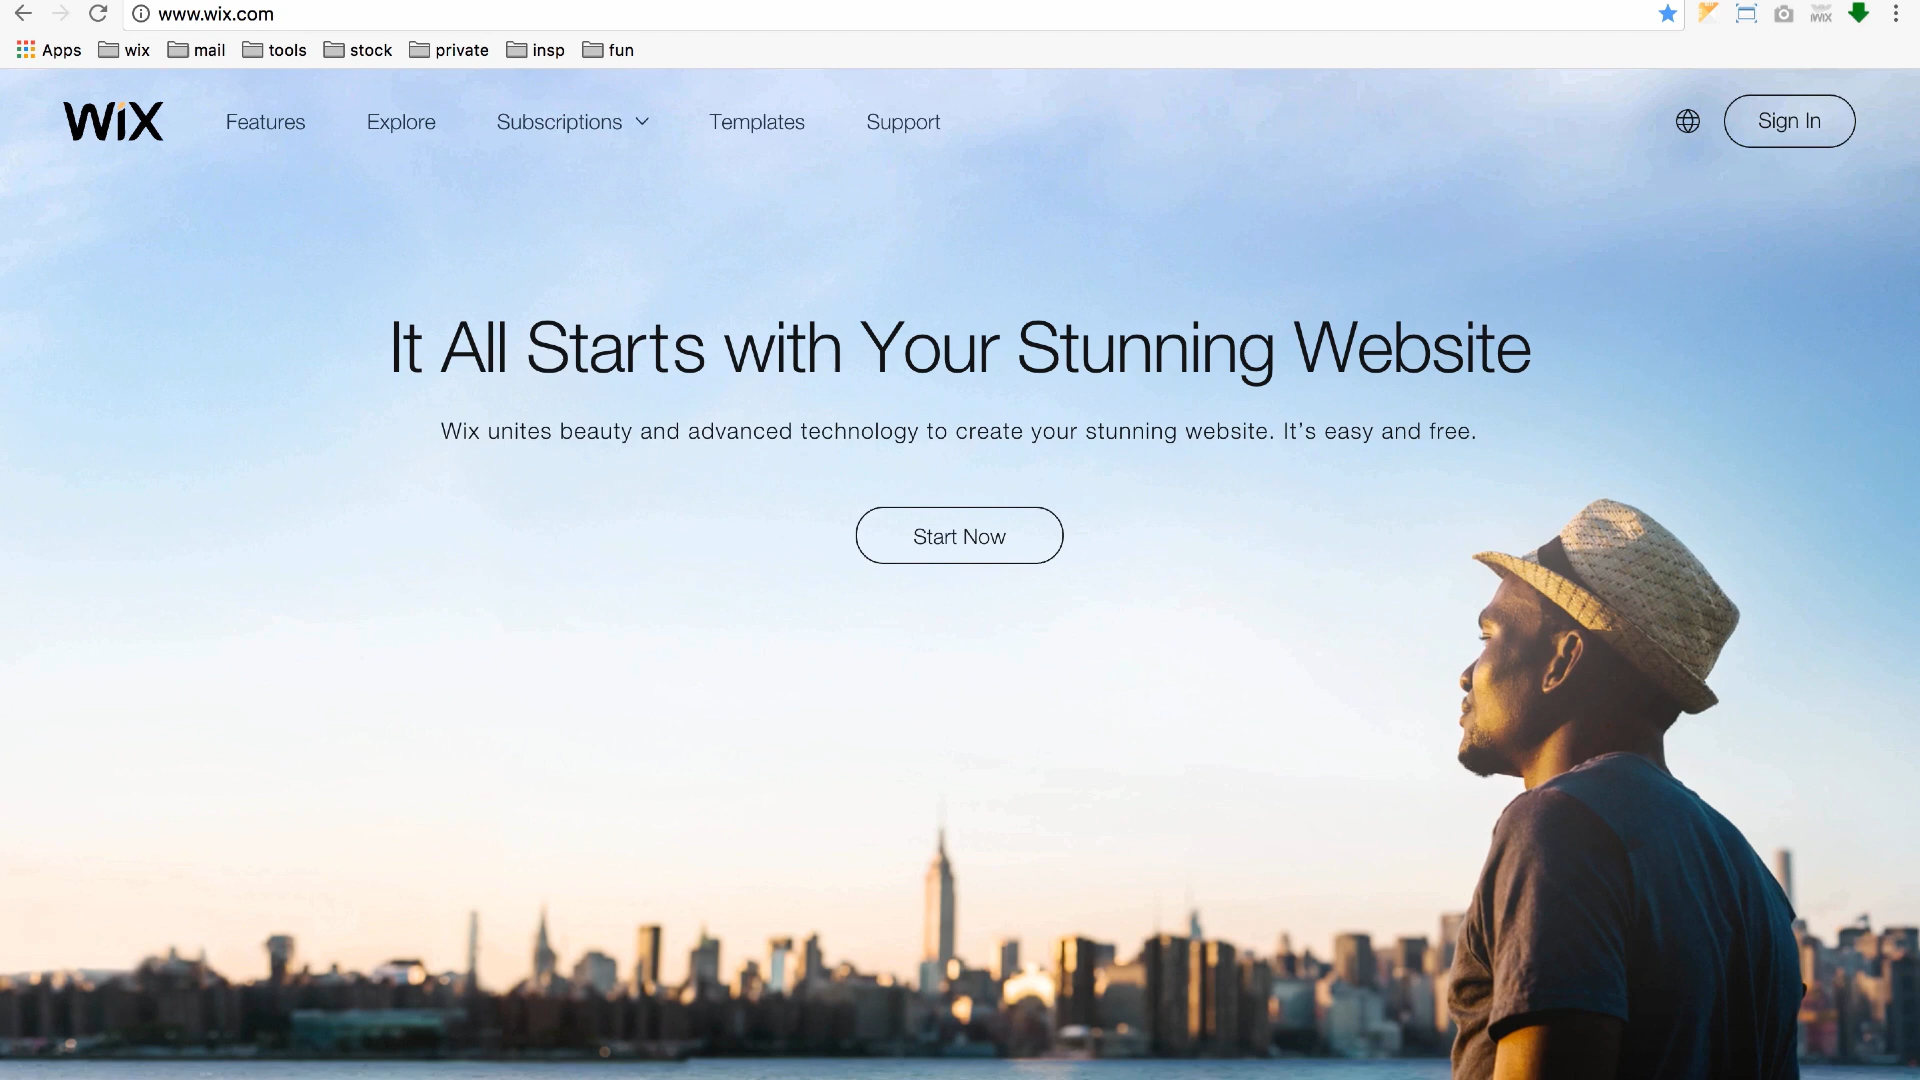 www.wix.com
Apps wix mail tools stock private insp fun
WiX Features Explore Subscriptions Templates Support Sign In
It All Starts with Your Stunning Website
Wix unites beauty and advanced technology to create your stunning website. It’s easy and free.
Start Now